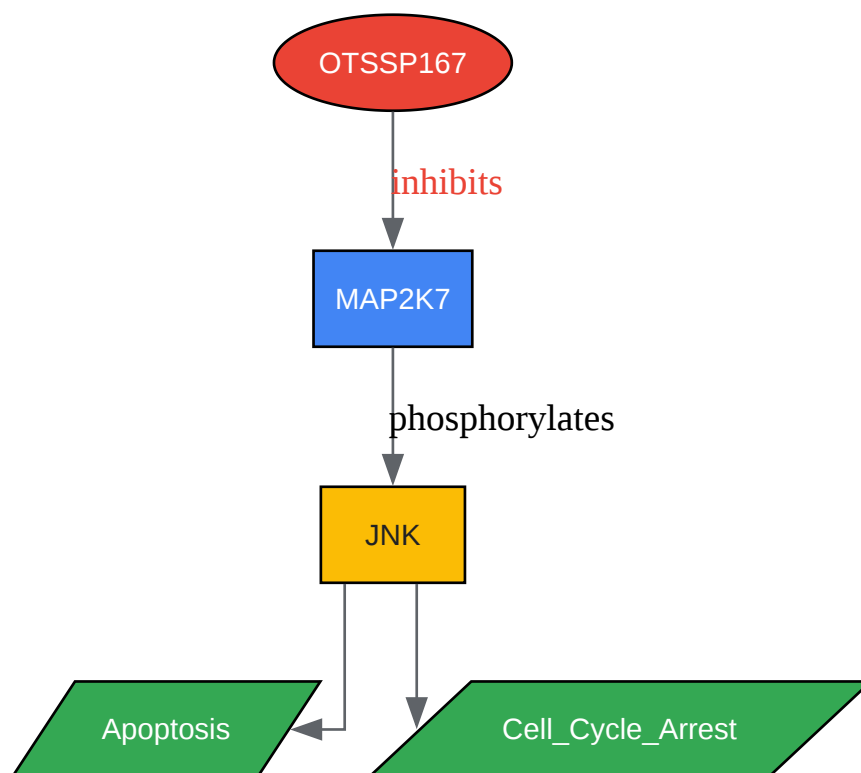 OTSSP167
inhibits
MAP2K7
phosphorylates
JNK
Apoptosis
Cell_Cycle_Arrest